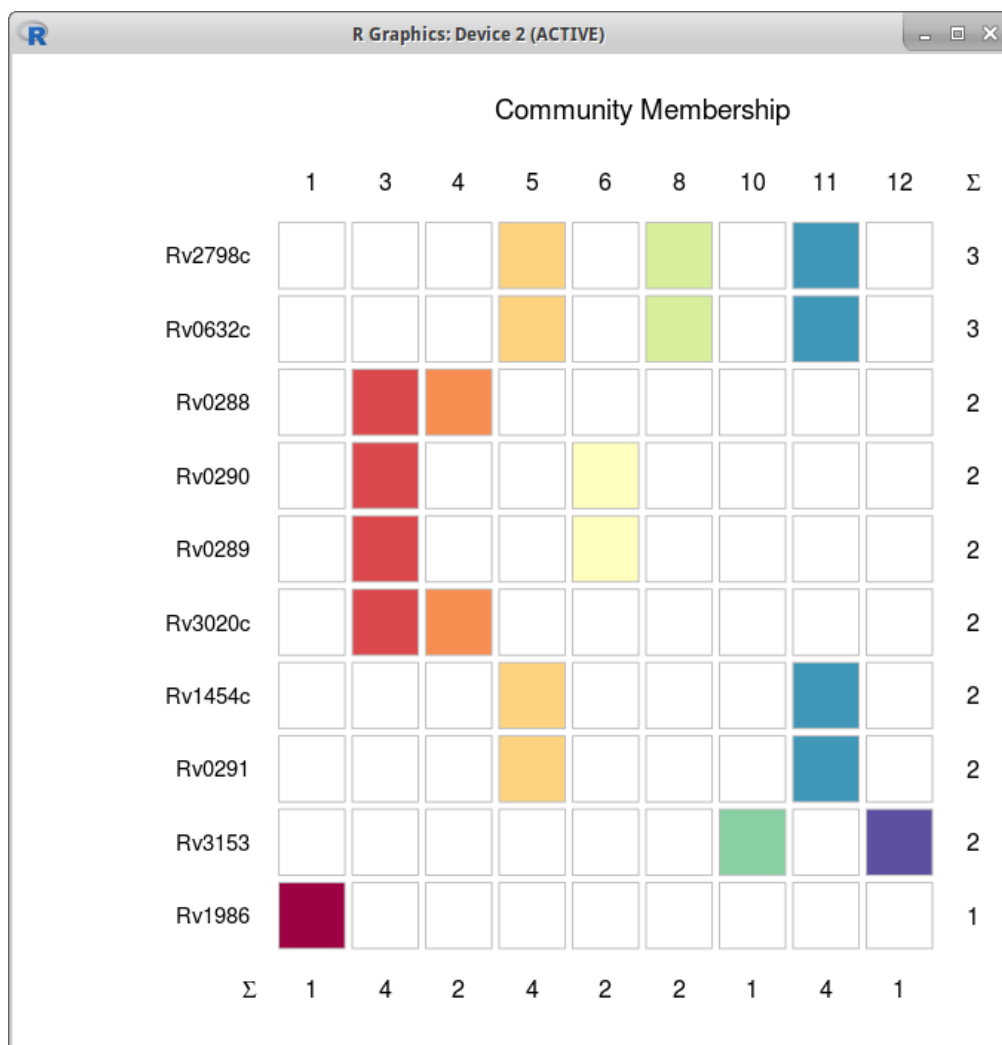 R Graphics: Device 2 (ACTIVE)
Community Membership
1 3 4 5 6 8 10 11 12 Σ
Rv2798c 3
Rv0632c 3
Rv0288 2
Rv0290 2
Rv0289 2
Rv3020c 2
Rv1454c 2
Rv0291 2
Rv3153 2
Rv1986 1
Σ 1 4 2 4 2 2 1 4 1